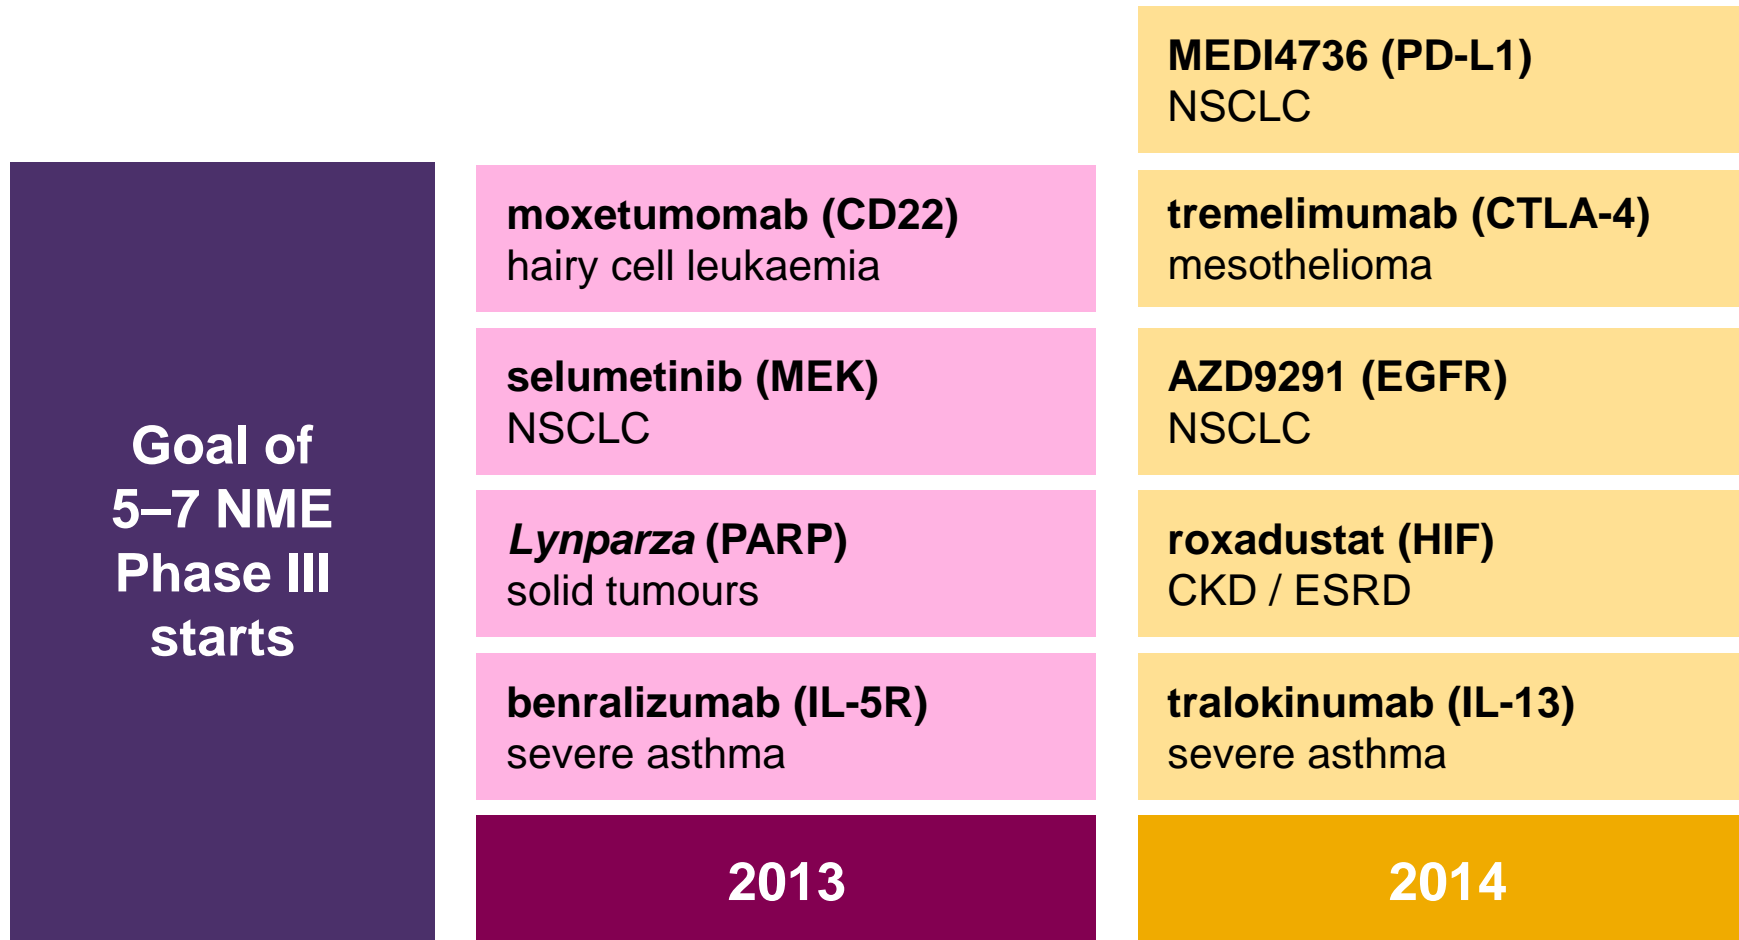 Goal of
5–7 NME
Phase III
starts
moxetumomab (CD22)
hairy cell leukaemia
selumetinib (MEK)
NSCLC
Lynparza (PARP)
solid tumours
benralizumab (IL-5R)
severe asthma
2013
MEDI4736 (PD-L1)
NSCLC
tremelimumab (CTLA-4)
mesothelioma
AZD9291 (EGFR)
NSCLC
roxadustat (HIF)
CKD / ESRD
tralokinumab (IL-13)
severe asthma
2014